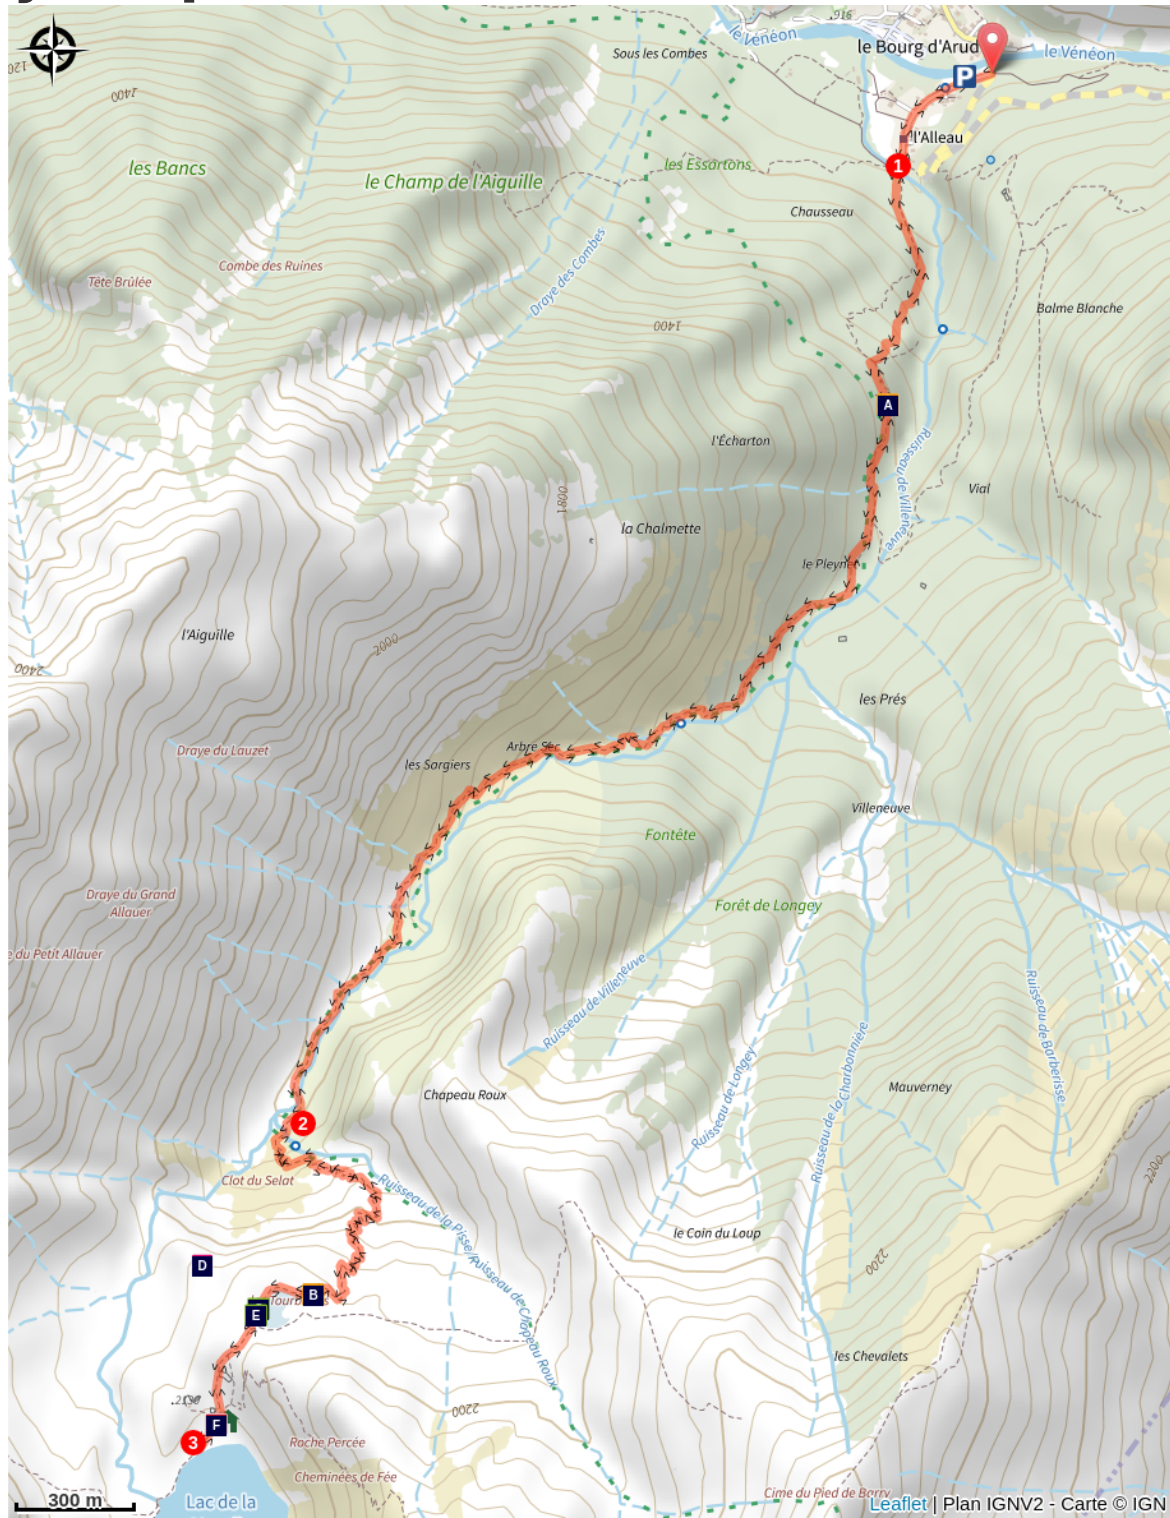 916
le Vénéon
le Bourg d'Arud
le Vénéon
Sous les Combes
P
1400
l'Alleau
les Bancs
le Champ de l'Aiguille
les Essartons
1
Chausseau
Draye des Combes
Combe des Ruines
Tête Brûlée
Balme Blanche
1400
A
l'Écharton
Ruisseau de Villeneuve
Vial
1800
la Chalmette
l'Aiguille
2000
2400
les Prés
Arbre Sec
Draye du Lauzet
les Sargiers
Villeneuve
Fontête
Draye du Grand
Allauer
Forêt de Longey
e du Petit Allauer
Ruisseau de Villeneuve
Ruisseau de Barberisse
Ruisseau de Longey
Ruisseau de la Charbonnière
Chapeau Roux
Mauverney
2
2200
Clot du Selat
Ruisseau de la Pisse
Ruisseau de Chapeau Roux
le Coin du Loup
2200
D
B
E
les Chevalets
2200
F
3
Roche Percée
Cheminées de Fée
300 m
Lac de la
Cime du Pied de Barry
Leaflet | Plan IGNV2 - Carte © IGN